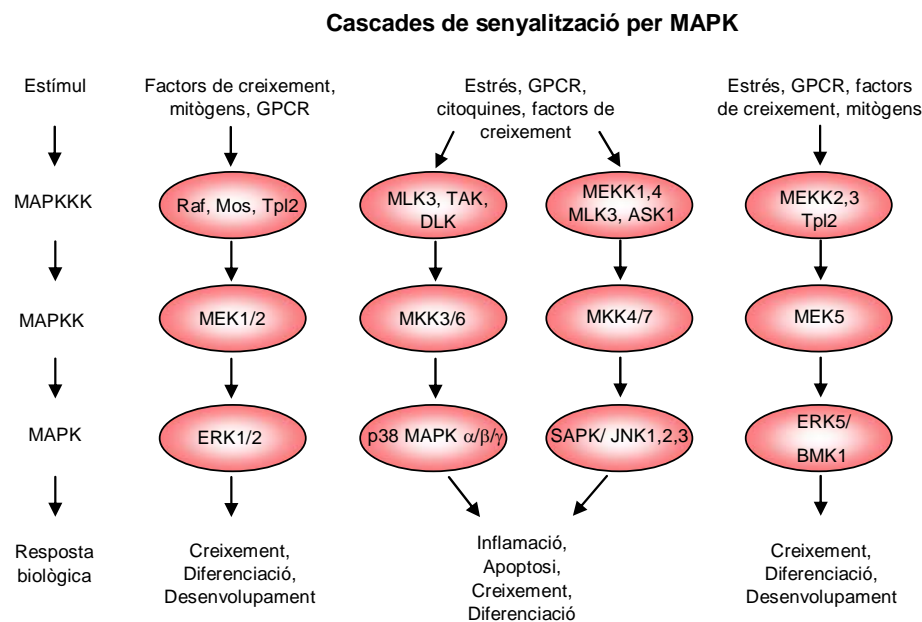 Cascades de senyalització per MAPK
Estímul
Factors de creixement,
mitògens, GPCR
Estrés, GPCR,
citoquines, factors de
creixement
Estrés, GPCR, factors
de creixement, mitògens
MAPKKK
Raf, Mos, Tpl2
MLK3, TAK,
DLK
MEKK1,4
MLK3, ASK1
MEKK2,3
Tpl2
MAPKK
MEK1/2
MKK3/6
MKK4/7
MEK5
MAPK
ERK1/2
p38 MAPK α/β/γ
SAPK/ JNK1,2,3
ERK5/
BMK1
Resposta
biològica
Creixement,
Diferenciació,
Desenvolupament
Inflamació,
Apoptosi,
Creixement,
Diferenciació
Creixement,
Diferenciació,
Desenvolupament